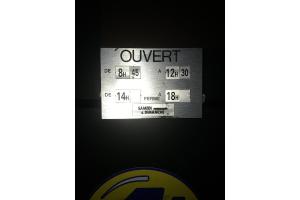 OUVERT
DE 8H 45 A 12H 30
DE 14H A 18H
FERMÉ
SAMEDI
& DIMANCHE